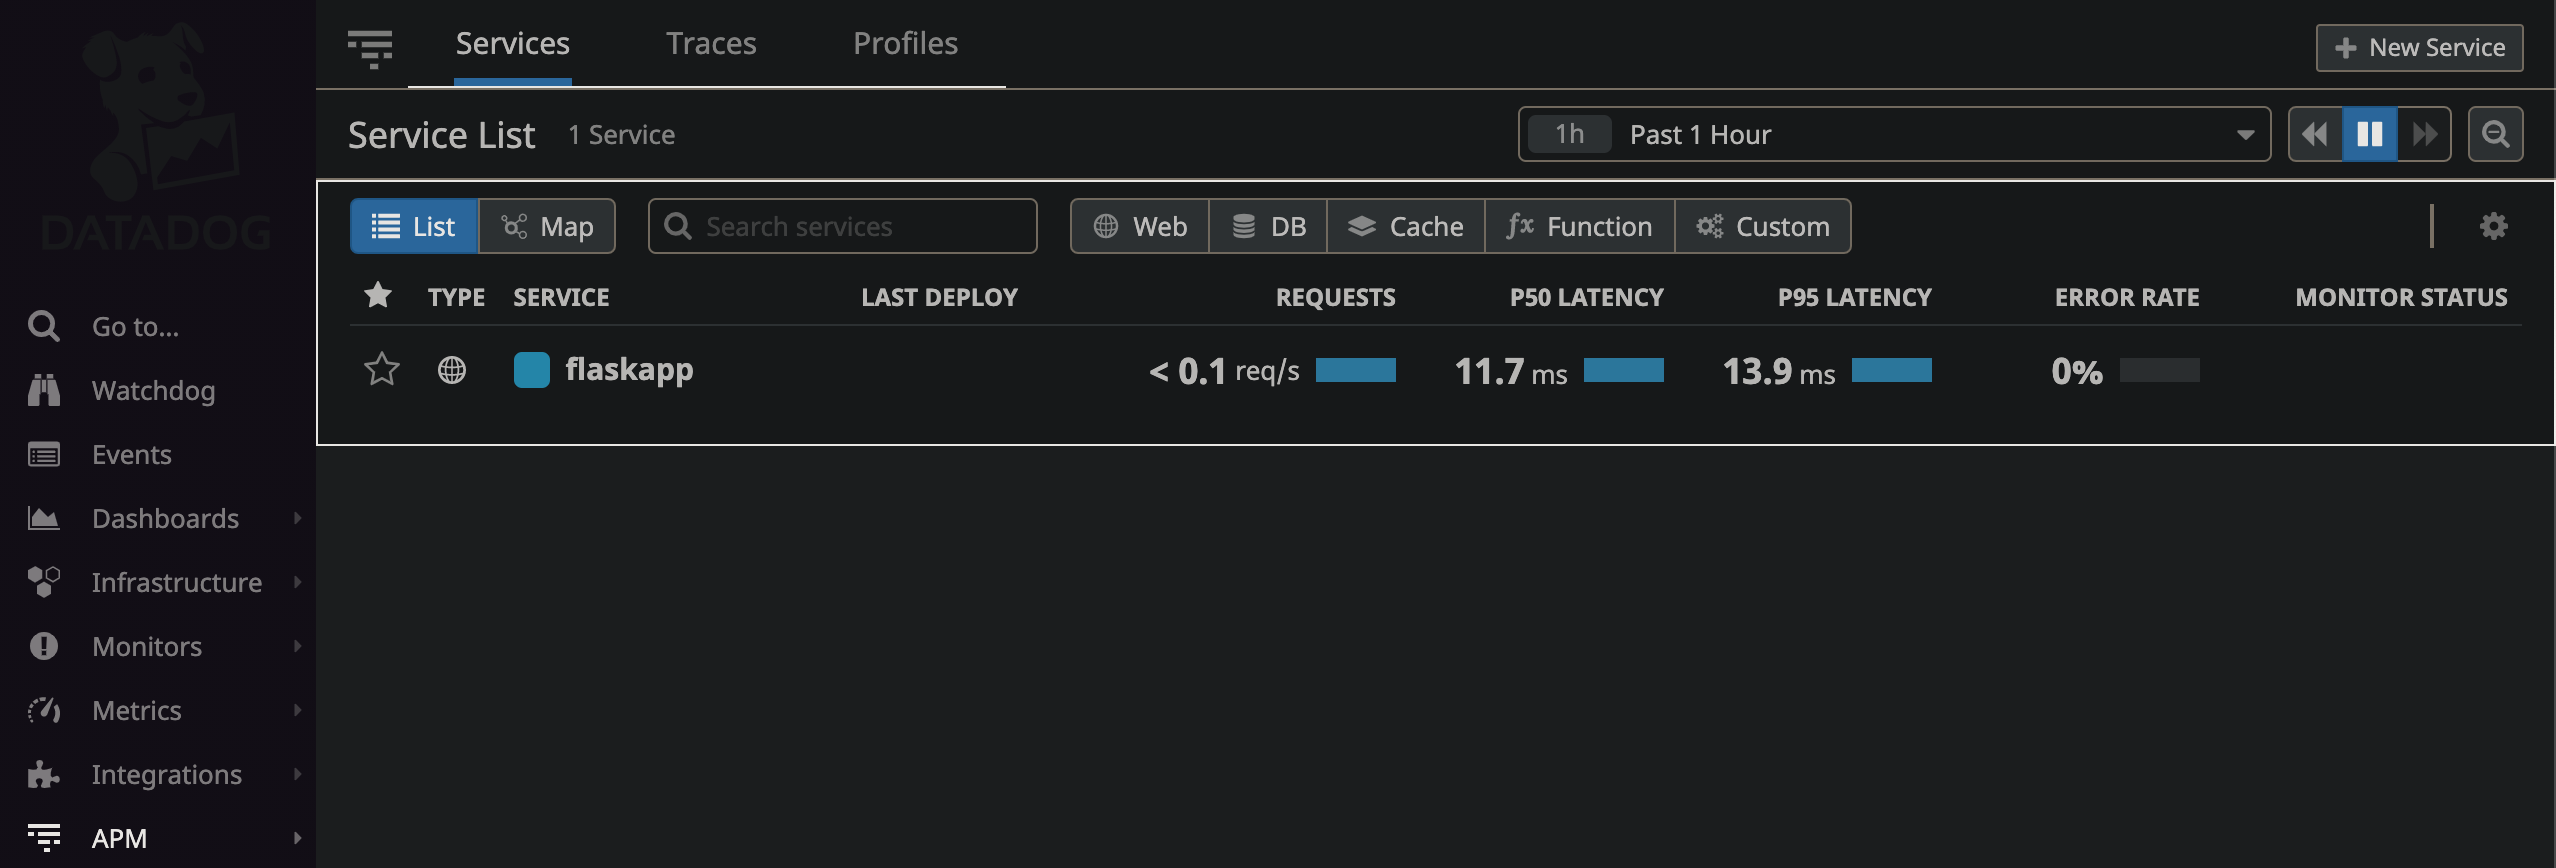 DATADOG
Go to...
Watchdog
Events
Dashboards
Infrastructure
Monitors
Metrics
Integrations
APM
Services Traces Profiles
+ New Service
Service List 1 Service
1h Past 1 Hour
List Map Search services Web DB Cache fx Function Custom
TYPE SERVICE LAST DEPLOY REQUESTS P50 LATENCY P95 LATENCY ERROR RATE MONITOR STATUS
flaskapp < 0.1 req/s 11.7 ms 13.9 ms 0%